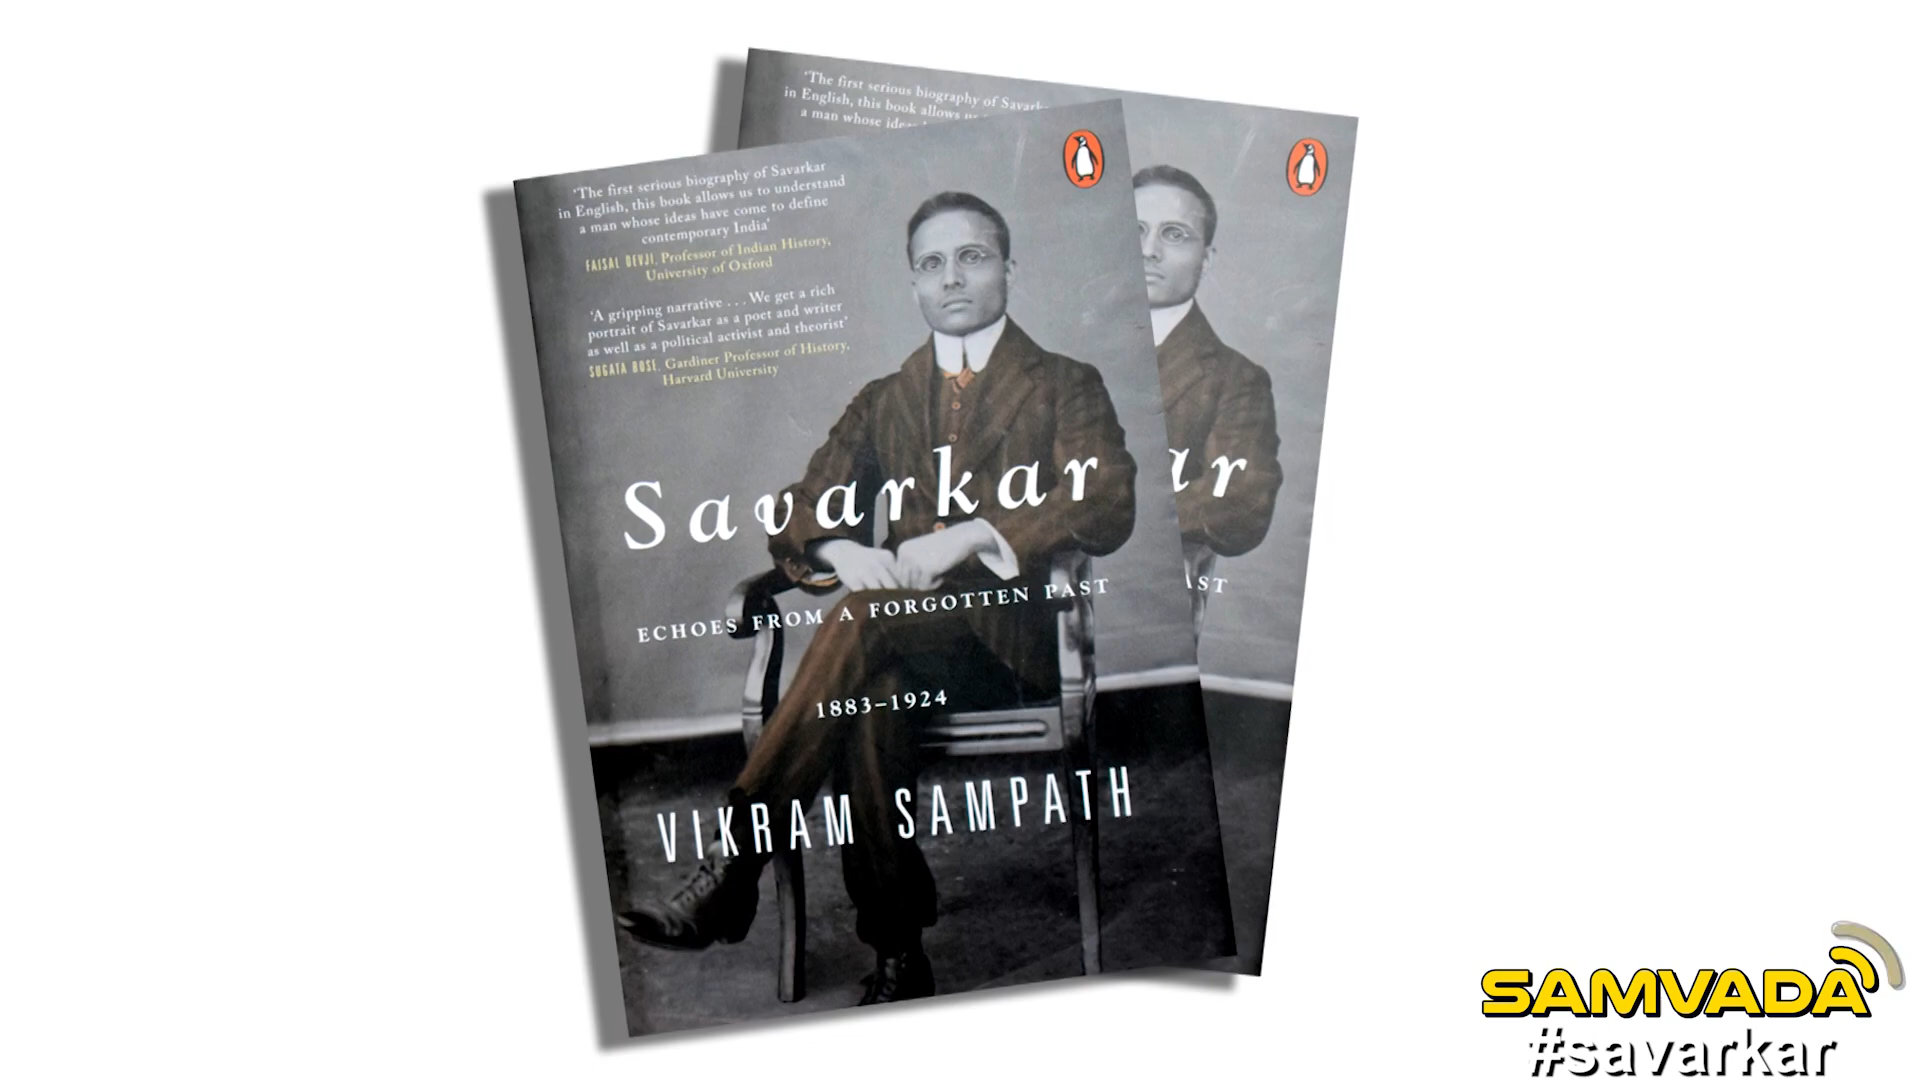 'The first serious biography of Savarkar
in English, this book allows us to understand
a man whose ideas have come to define
contemporary India'
FAISAL DEVJI, Professor of Indian History,
University of Oxford
'A gripping narrative . . . We get a rich
portrait of Savarkar as a poet and writer
as well as a political activist and theorist'
SUGATA BOSE, Gardiner Professor of History,
Harvard University
Savarkar
ECHOES FROM A FORGOTTEN PAST
1883–1924
VIKRAM SAMPATH
'The first serious biography of Savark
in English, this book allows
a man whose
ar
AST
SAMVADA
#savarkar